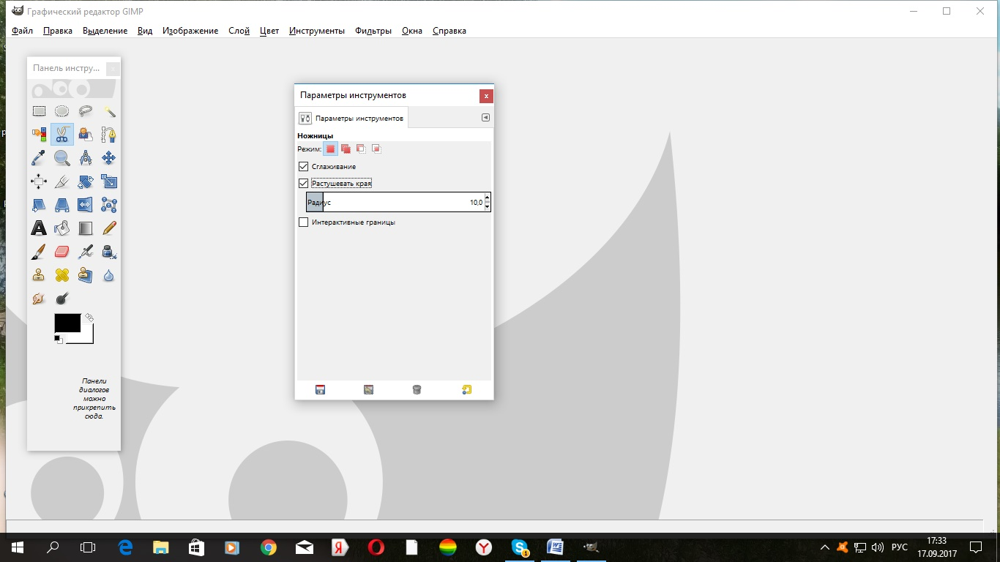 Графический редактор GIMP
Файл Правка Выделение Вид Изображение Слой Цвет Инструменты Фильтры Окна Справка
Панель инстру...
Параметры инструментов
Параметры инструментов
Ножницы
Режим:
Сглаживание
Растушевать края
Радиус 10,0
Интерактивные границы
Панели
диалогов
можно
прикрепить
сюда.
РУС
17:33
17.09.2017